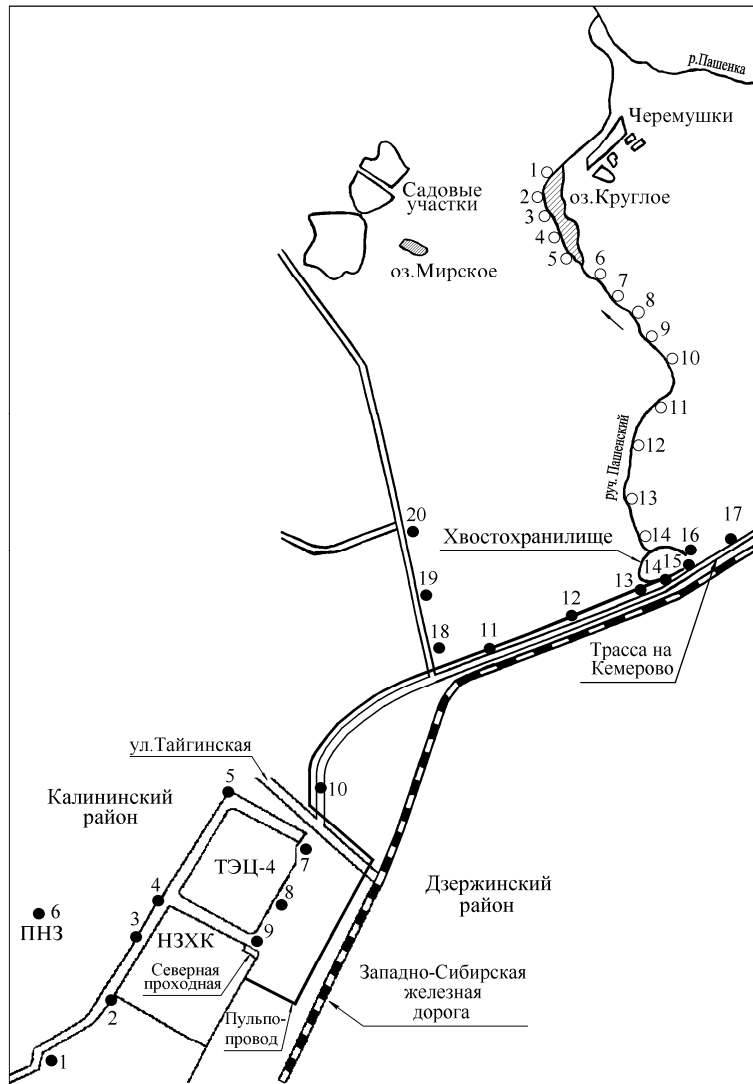 р.Пашенка
Черемушки
1
Садовые
участки
оз.Круглое
2
3
4
5
оз.Мирское
6
7
8
9
10
11
12
руч. Пашенский
13
14
20
Хвостохранилище
16
17
15
14
13
19
12
18
11
Трасса на
Кемерово
ул.Тайгинская
5
10
Калининский
район
7
ТЭЦ-4
8
Дзержинский
район
4
6
ПНЗ
3
НЗХК
9
Северная
проходная
Западно-Сибирская
железная
дорога
2
Пульпо-
провод
1